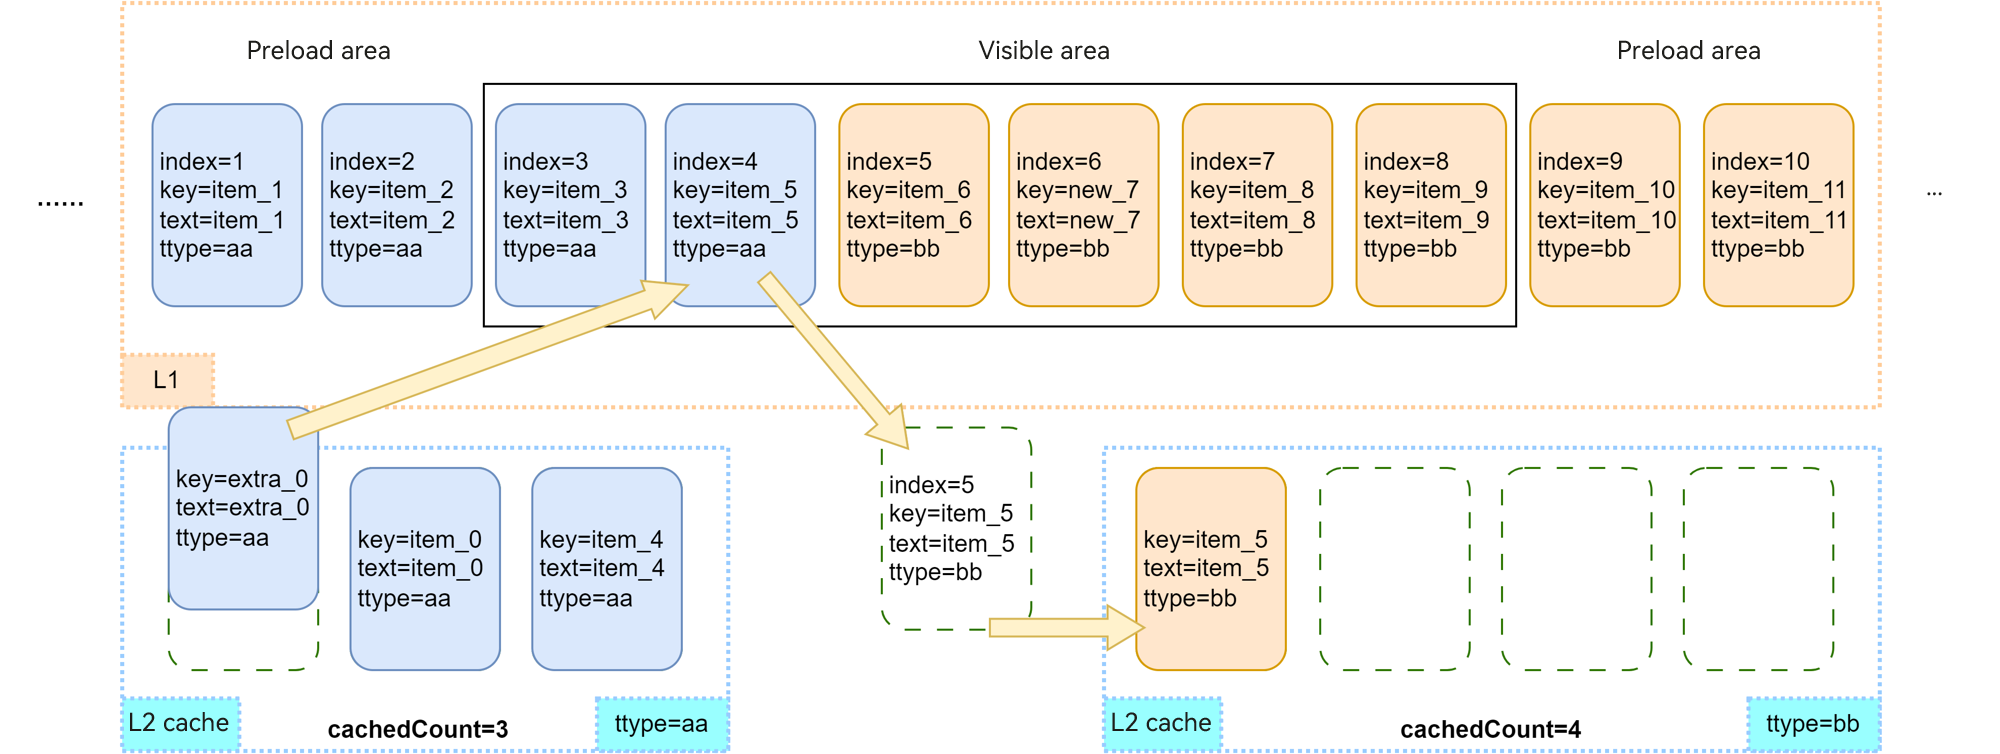 Preload area
Visible area
Preload area
......
index=1
key=item_1
text=item_1
ttype=aa
index=2
key=item_2
text=item_2
ttype=aa
index=3
key=item_3
text=item_3
ttype=aa
index=4
key=item_5
text=item_5
ttype=aa
index=5
key=item_6
text=item_6
ttype=bb
index=6
key=new_7
text=new_7
ttype=bb
index=7
key=item_8
text=item_8
ttype=bb
index=8
key=item_9
text=item_9
ttype=bb
index=9
key=item_10
text=item_10
ttype=bb
index=10
key=item_11
text=item_11
ttype=bb
...
L1
key=extra_0
text=extra_0
ttype=aa
key=item_0
text=item_0
ttype=aa
key=item_4
text=item_4
ttype=aa
L2 cache
cachedCount=3
ttype=aa
index=5
key=item_5
text=item_5
ttype=bb
key=item_5
text=item_5
ttype=bb
L2 cache
cachedCount=4
ttype=bb